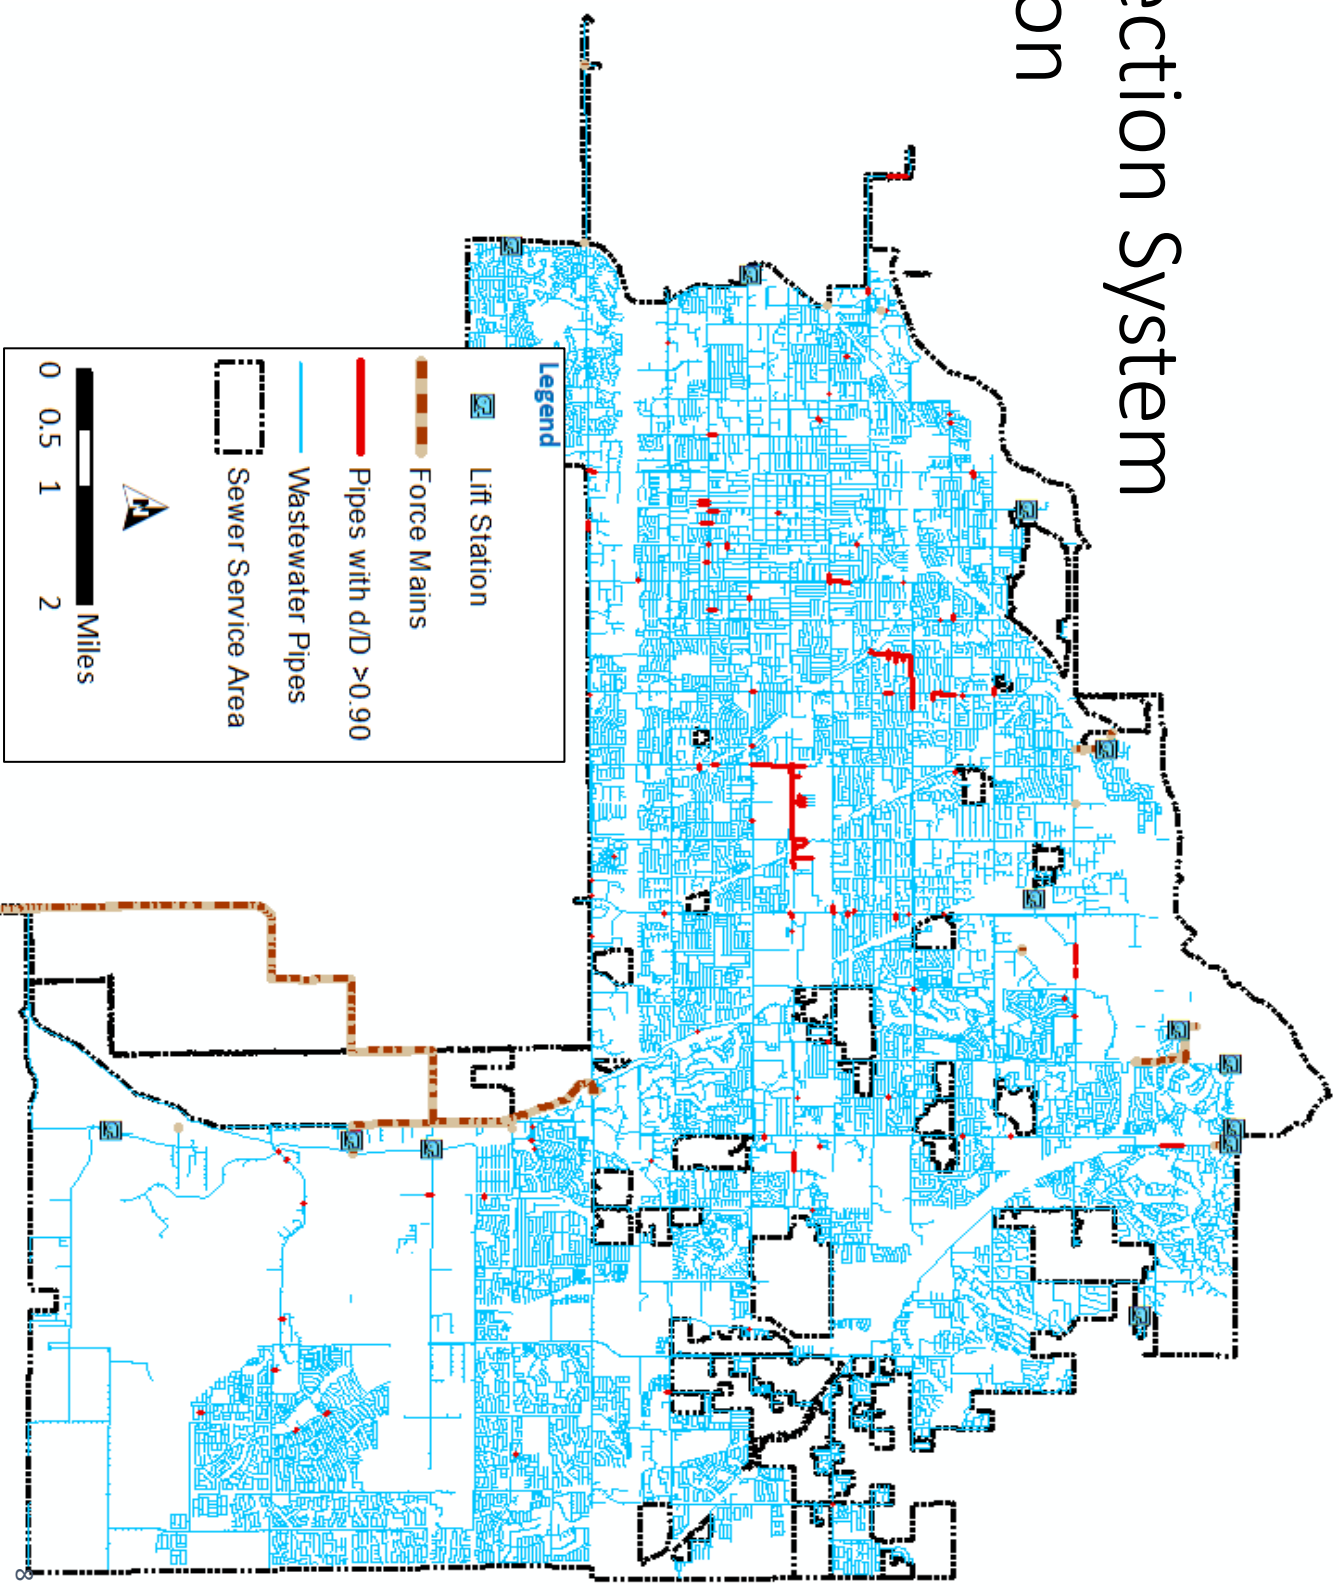 ection System
on
Legend
Lift Station
Force Mains
Pipes with d/D >0.90
Wastewater Pipes
Sewer Service Area
N
0 0.5 1 2 Miles
8